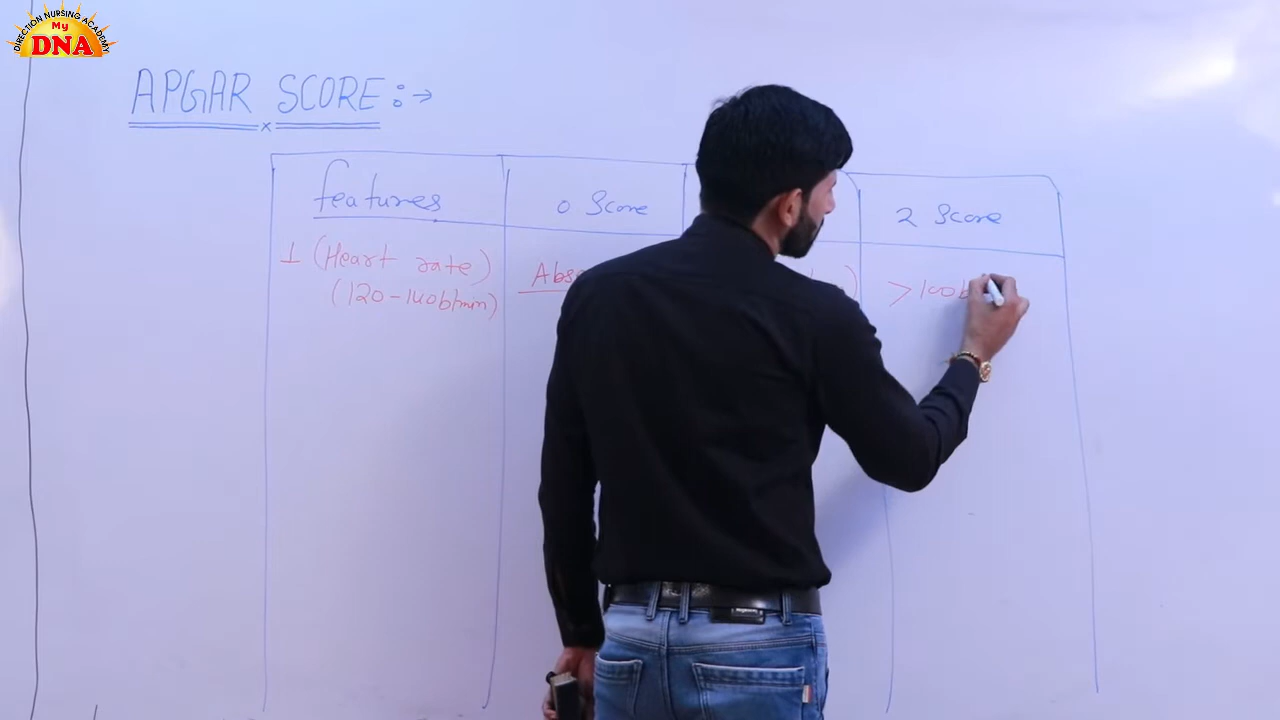 DIRECTION NURSING ACADEMY
My
DNA
APGAR SCORE :→
features
0 Score
2 Score
1 (Heart rate)
(120-140b/min)
>100b